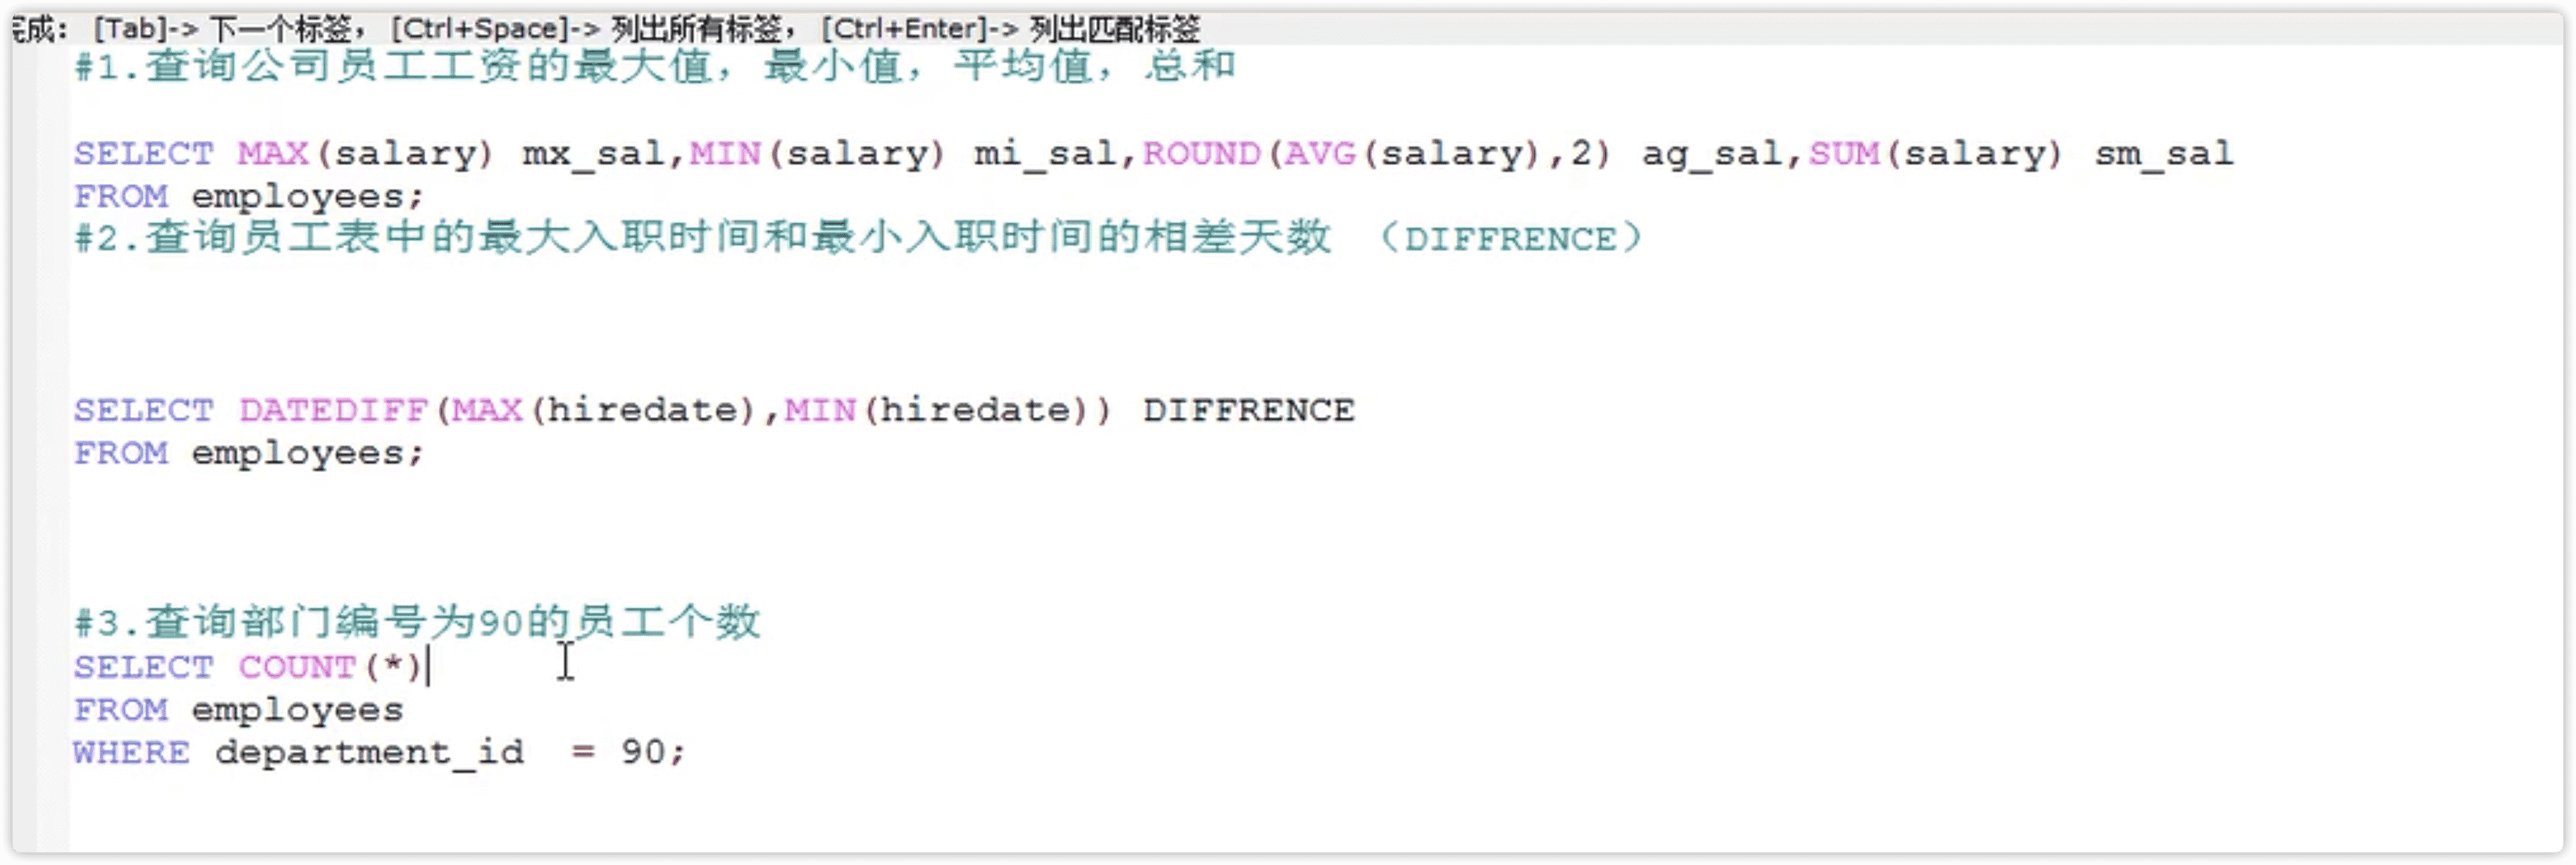 完成： [Tab]-> 下一个标签， [Ctrl+Space]-> 列出所有标签， [Ctrl+Enter]-> 列出匹配标签
#1.查询公司员工工资的最大值，最小值，平均值，总和
SELECT MAX(salary) mx_sal,MIN(salary) mi_sal,ROUND(AVG(salary),2) ag_sal,SUM(salary) sm_sal
FROM employees;
#2.查询员工表中的最大入职时间和最小入职时间的相差天数 （DIFFRENCE）
SELECT DATEDIFF(MAX(hiredate),MIN(hiredate)) DIFFRENCE
FROM employees;
#3.查询部门编号为90的员工个数
SELECT COUNT(*)
FROM employees
WHERE department_id  = 90;